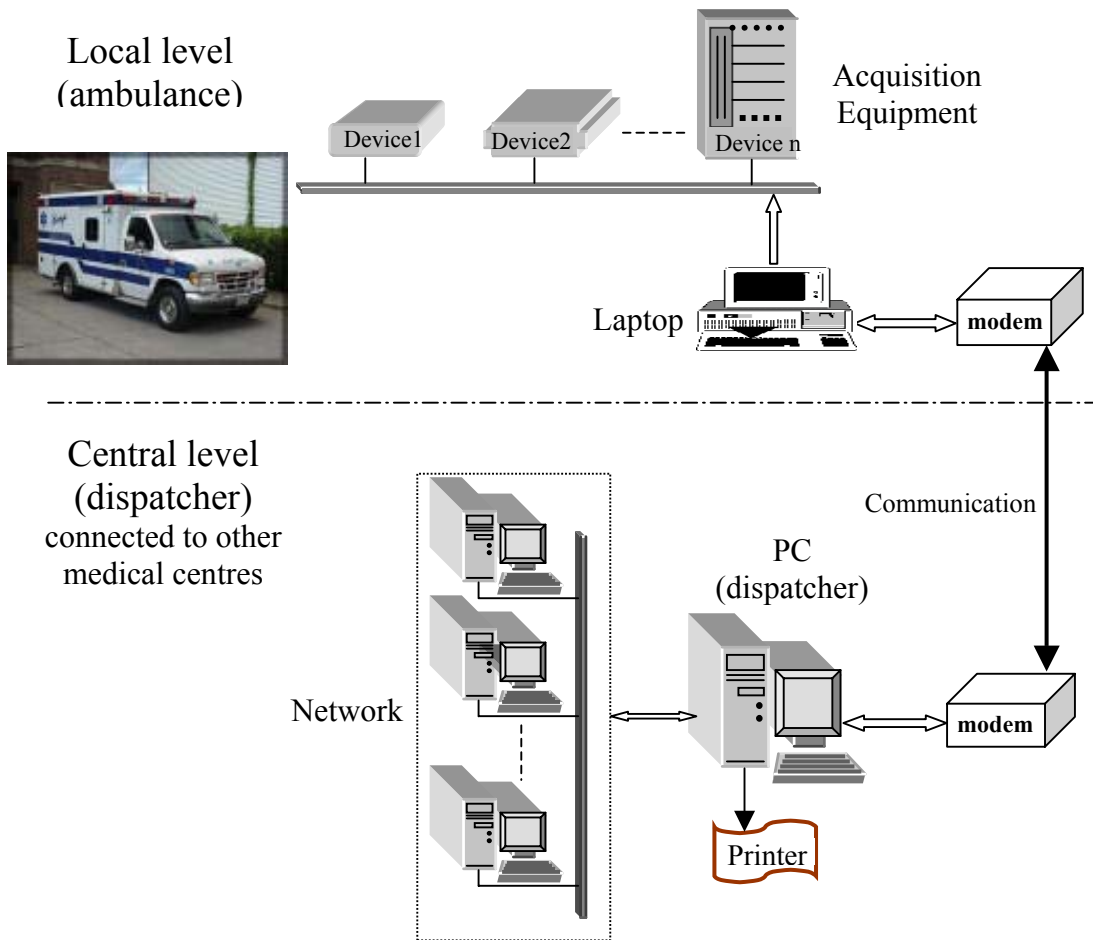 Local level
(ambulance)
Acquisition
Equipment
Device1
Device2
Device n
Laptop
modem
Central level
(dispatcher)
connected to other
medical centres
Communication
PC
(dispatcher)
Network
modem
Printer